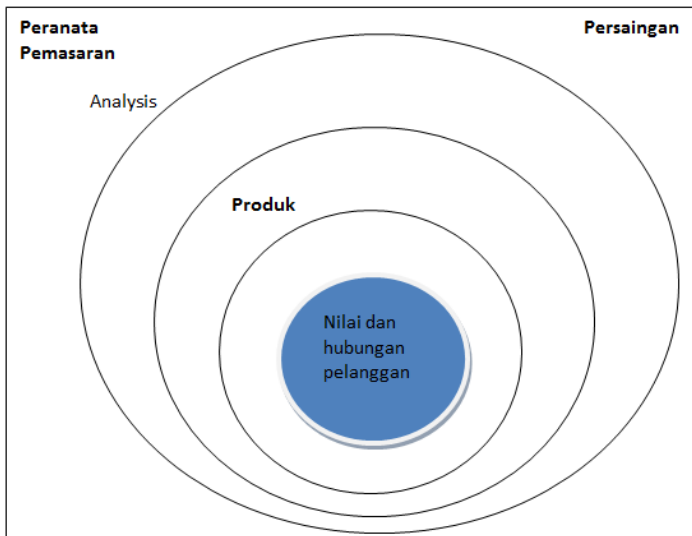 Peranata
Pemasaran
Persaingan
Analysis
Produk
Nilai dan
hubungan
pelanggan